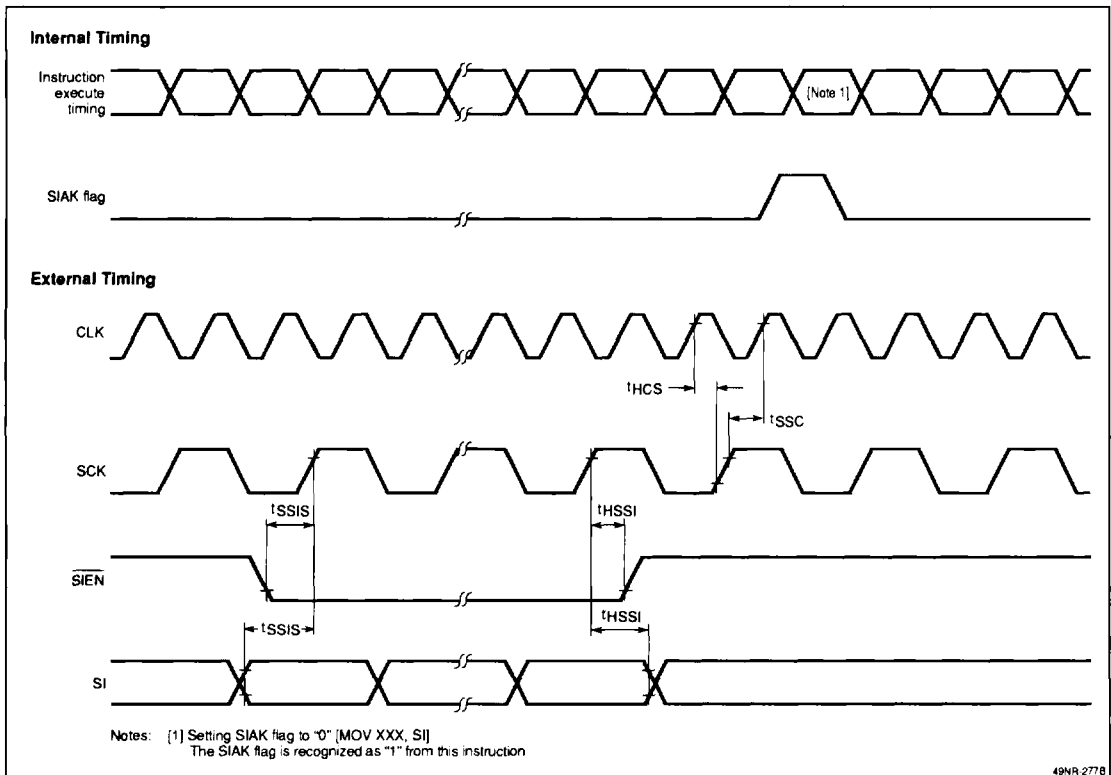 Internal Timing
Instruction
execute
timing
[Note 1]
SIAK flag
External Timing
CLK
tHCS
tSSC
SCK
tSSIS
tHSSI
SIEN
tHSSI
tSSIS
SI
Notes: [1] Setting SIAK flag to "0" [MOV XXX, SI]
The SIAK flag is recognized as "1" from this instruction
49NR-277B